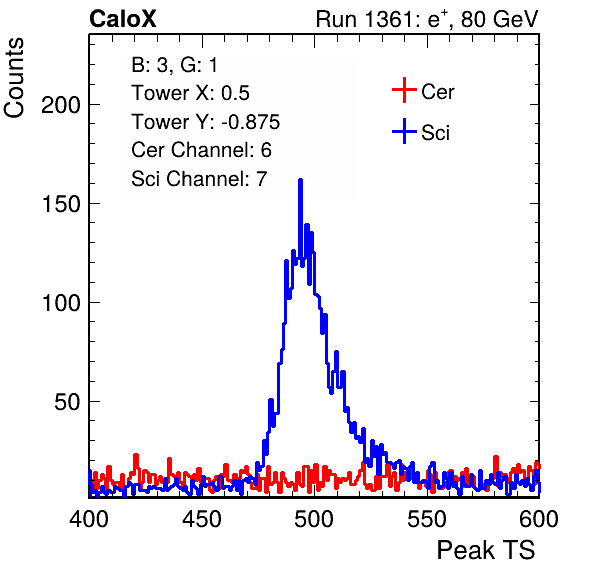 CaloX Run 1361: e⁺, 80 GeV
Counts
B: 3, G: 1
Tower X: 0.5
Tower Y: -0.875
Cer Channel: 6
Sci Channel: 7
Cer
Sci
200
150
100
50
400 450 500 550 600
Peak TS